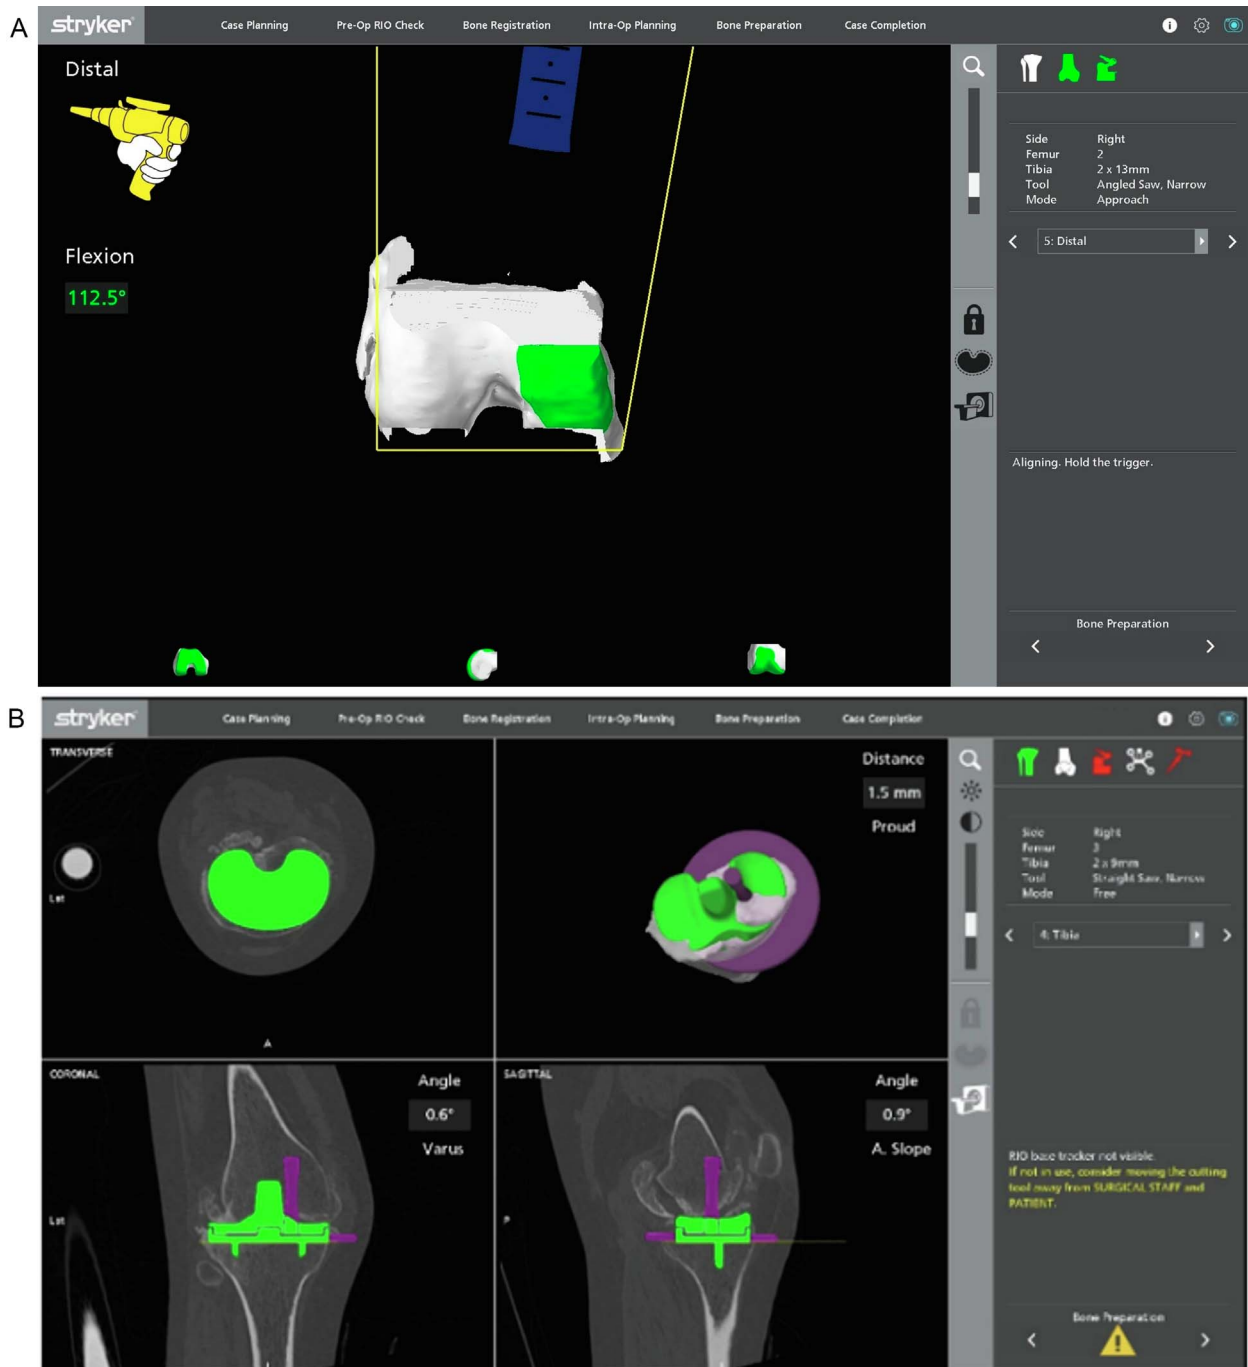 A
stryker
Case Planning
Pre-Op RIO Check
Bone Registration
Intra-Op Planning
Bone Preparation
Case Completion
Distal
Flexion
112.5°
Side Right
Femur 2
Tibia 2 x 13mm
Tool Angled Saw, Narrow
Mode Approach
5: Distal
Aligning. Hold the trigger.
Bone Preparation
B
stryker
Case Planning
Pre-Op RIO Check
Bone Registration
Intra-Op Planning
Bone Preparation
Case Completion
TRANSVERSE
Lat
A
Distance
1.5 mm
Proud
CORONAL
Angle
0.6°
Varus
Lat
SAGITTAL
Angle
0.9°
A. Slope
P
Side Right
Femur 3
Tibia 2 x 9mm
Tool Straight Saw, Narrow
Mode Free
4: Tibia
RIO base tracker not visible.
If not in use, consider moving the cutting
tool away from SURGICAL STAFF and
PATIENT.
Bone Preparation